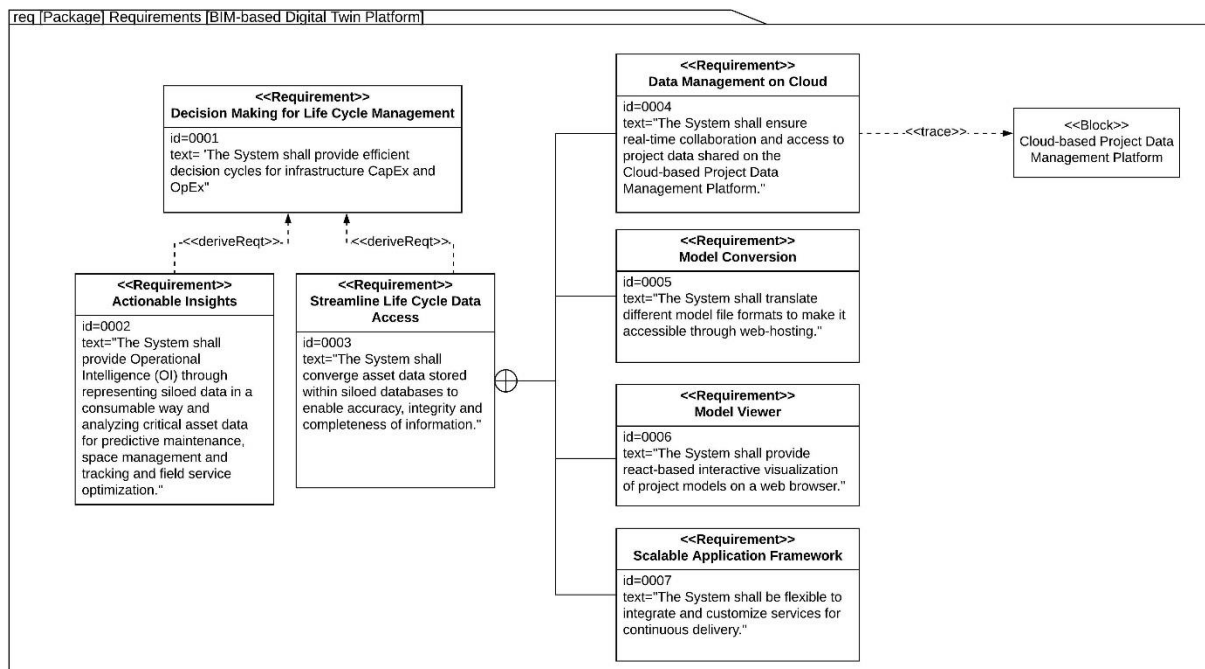 req [Package] Requirements [BIM-based Digital Twin Platform]
<<Requirement>>
Decision Making for Life Cycle Management
id=0001
text= 'The System shall provide efficient
decision cycles for infrastructure CapEx and
OpEx"
<<deriveReqt>>
<<deriveReqt>>
<<Requirement>>
Actionable Insights
id=0002
text="The System shall
provide Operational
Intelligence (OI) through
representing siloed data in a
consumable way and
analyzing critical asset data
for predictive maintenance,
space management and
tracking and field service
optimization."
<<Requirement>>
Streamline Life Cycle Data
Access
id=0003
text="The System shall
converge asset data stored
within siloed databases to
enable accuracy, integrity and
completeness of information."
<<Requirement>>
Data Management on Cloud
id=0004
text="The System shall ensure
real-time collaboration and access to
project data shared on the
Cloud-based Project Data
Management Platform."
<<trace>>
<<Block>>
Cloud-based Project Data
Management Platform
<<Requirement>>
Model Conversion
id=0005
text="The System shall translate
different model file formats to make it
accessible through web-hosting."
<<Requirement>>
Model Viewer
id=0006
text="The System shall provide
react-based interactive visualization
of project models on a web browser."
<<Requirement>>
Scalable Application Framework
id=0007
text="The System shall be flexible to
integrate and customize services for
continuous delivery."